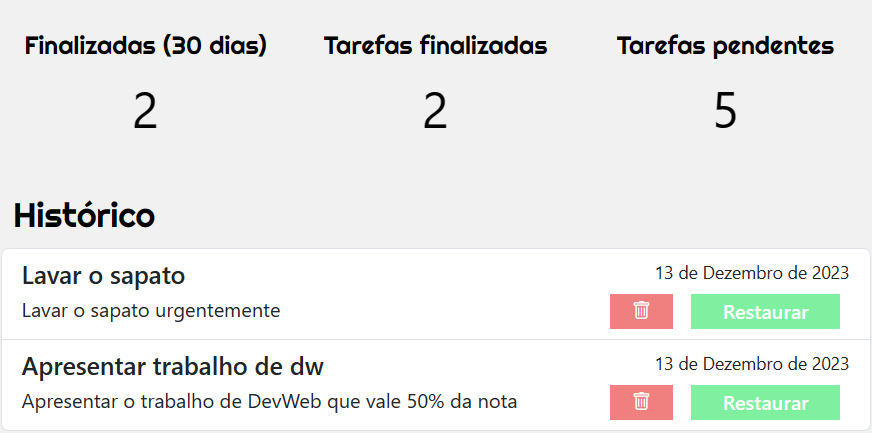 Finalizadas (30 dias) Tarefas finalizadas Tarefas pendentes
2 2 5
Histórico
Lavar o sapato 13 de Dezembro de 2023
Lavar o sapato urgentemente Restaurar
Apresentar trabalho de dw 13 de Dezembro de 2023
Apresentar o trabalho de DevWeb que vale 50% da nota Restaurar